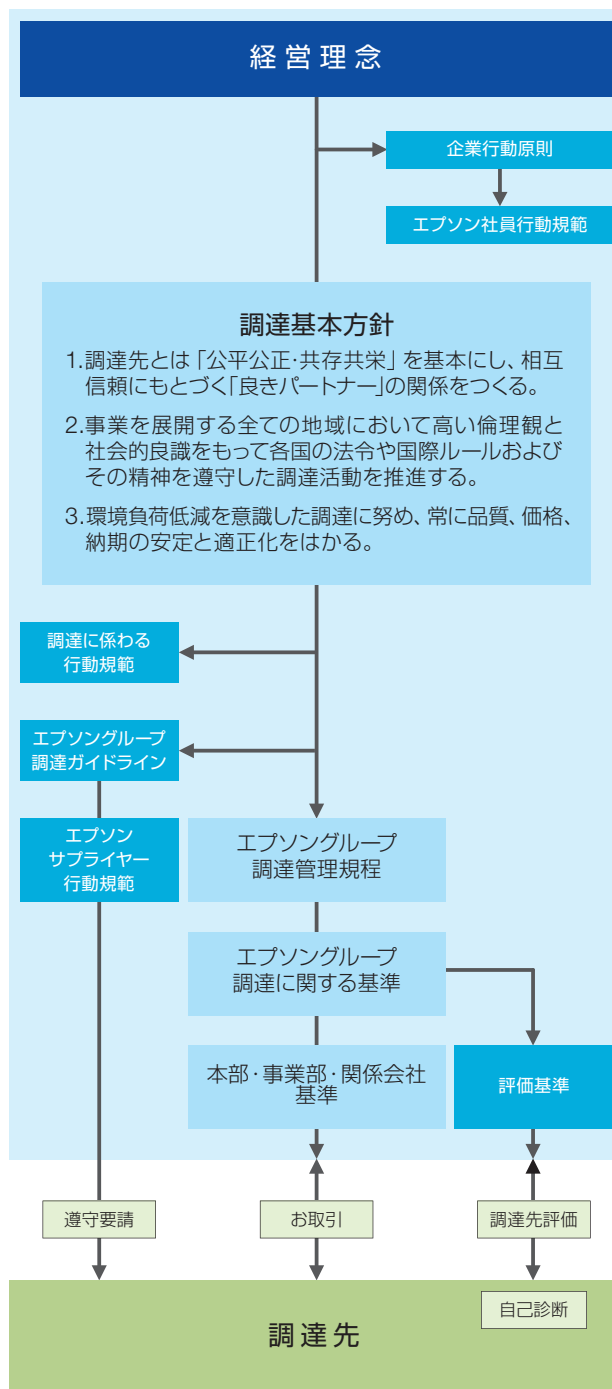 経営理念
企業行動原則
エプソン社員行動規範
調達基本方針
1.調達先とは「公平公正・共存共栄」を基本にし、相互
信頼にもとづく「良きパートナー」の関係をつくる。
2.事業を展開する全ての地域において高い倫理観と
社会的良識をもって各国の法令や国際ルールおよび
その精神を遵守した調達活動を推進する。
3.環境負荷低減を意識した調達に努め、常に品質、価格、
納期の安定と適正化をはかる。
調達に係わる
行動規範
エプソングループ
調達ガイドライン
エプソン
サプライヤー
行動規範
エプソングループ
調達管理規程
エプソングループ
調達に関する基準
本部・事業部・関係会社
基準
評価基準
遵守要請
お取引
調達先評価
自己診断
調達先